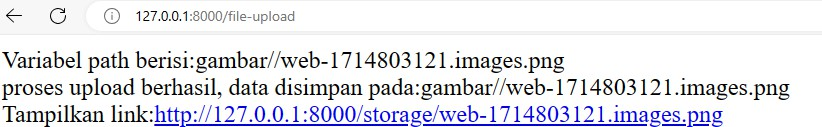 127.0.0.1:8000/file-upload
Variabel path berisi:gambar//web-1714803121.images.png
proses upload berhasil, data disimpan pada:gambar//web-1714803121.images.png
Tampilkan link:http://127.0.0.1:8000/storage/web-1714803121.images.png